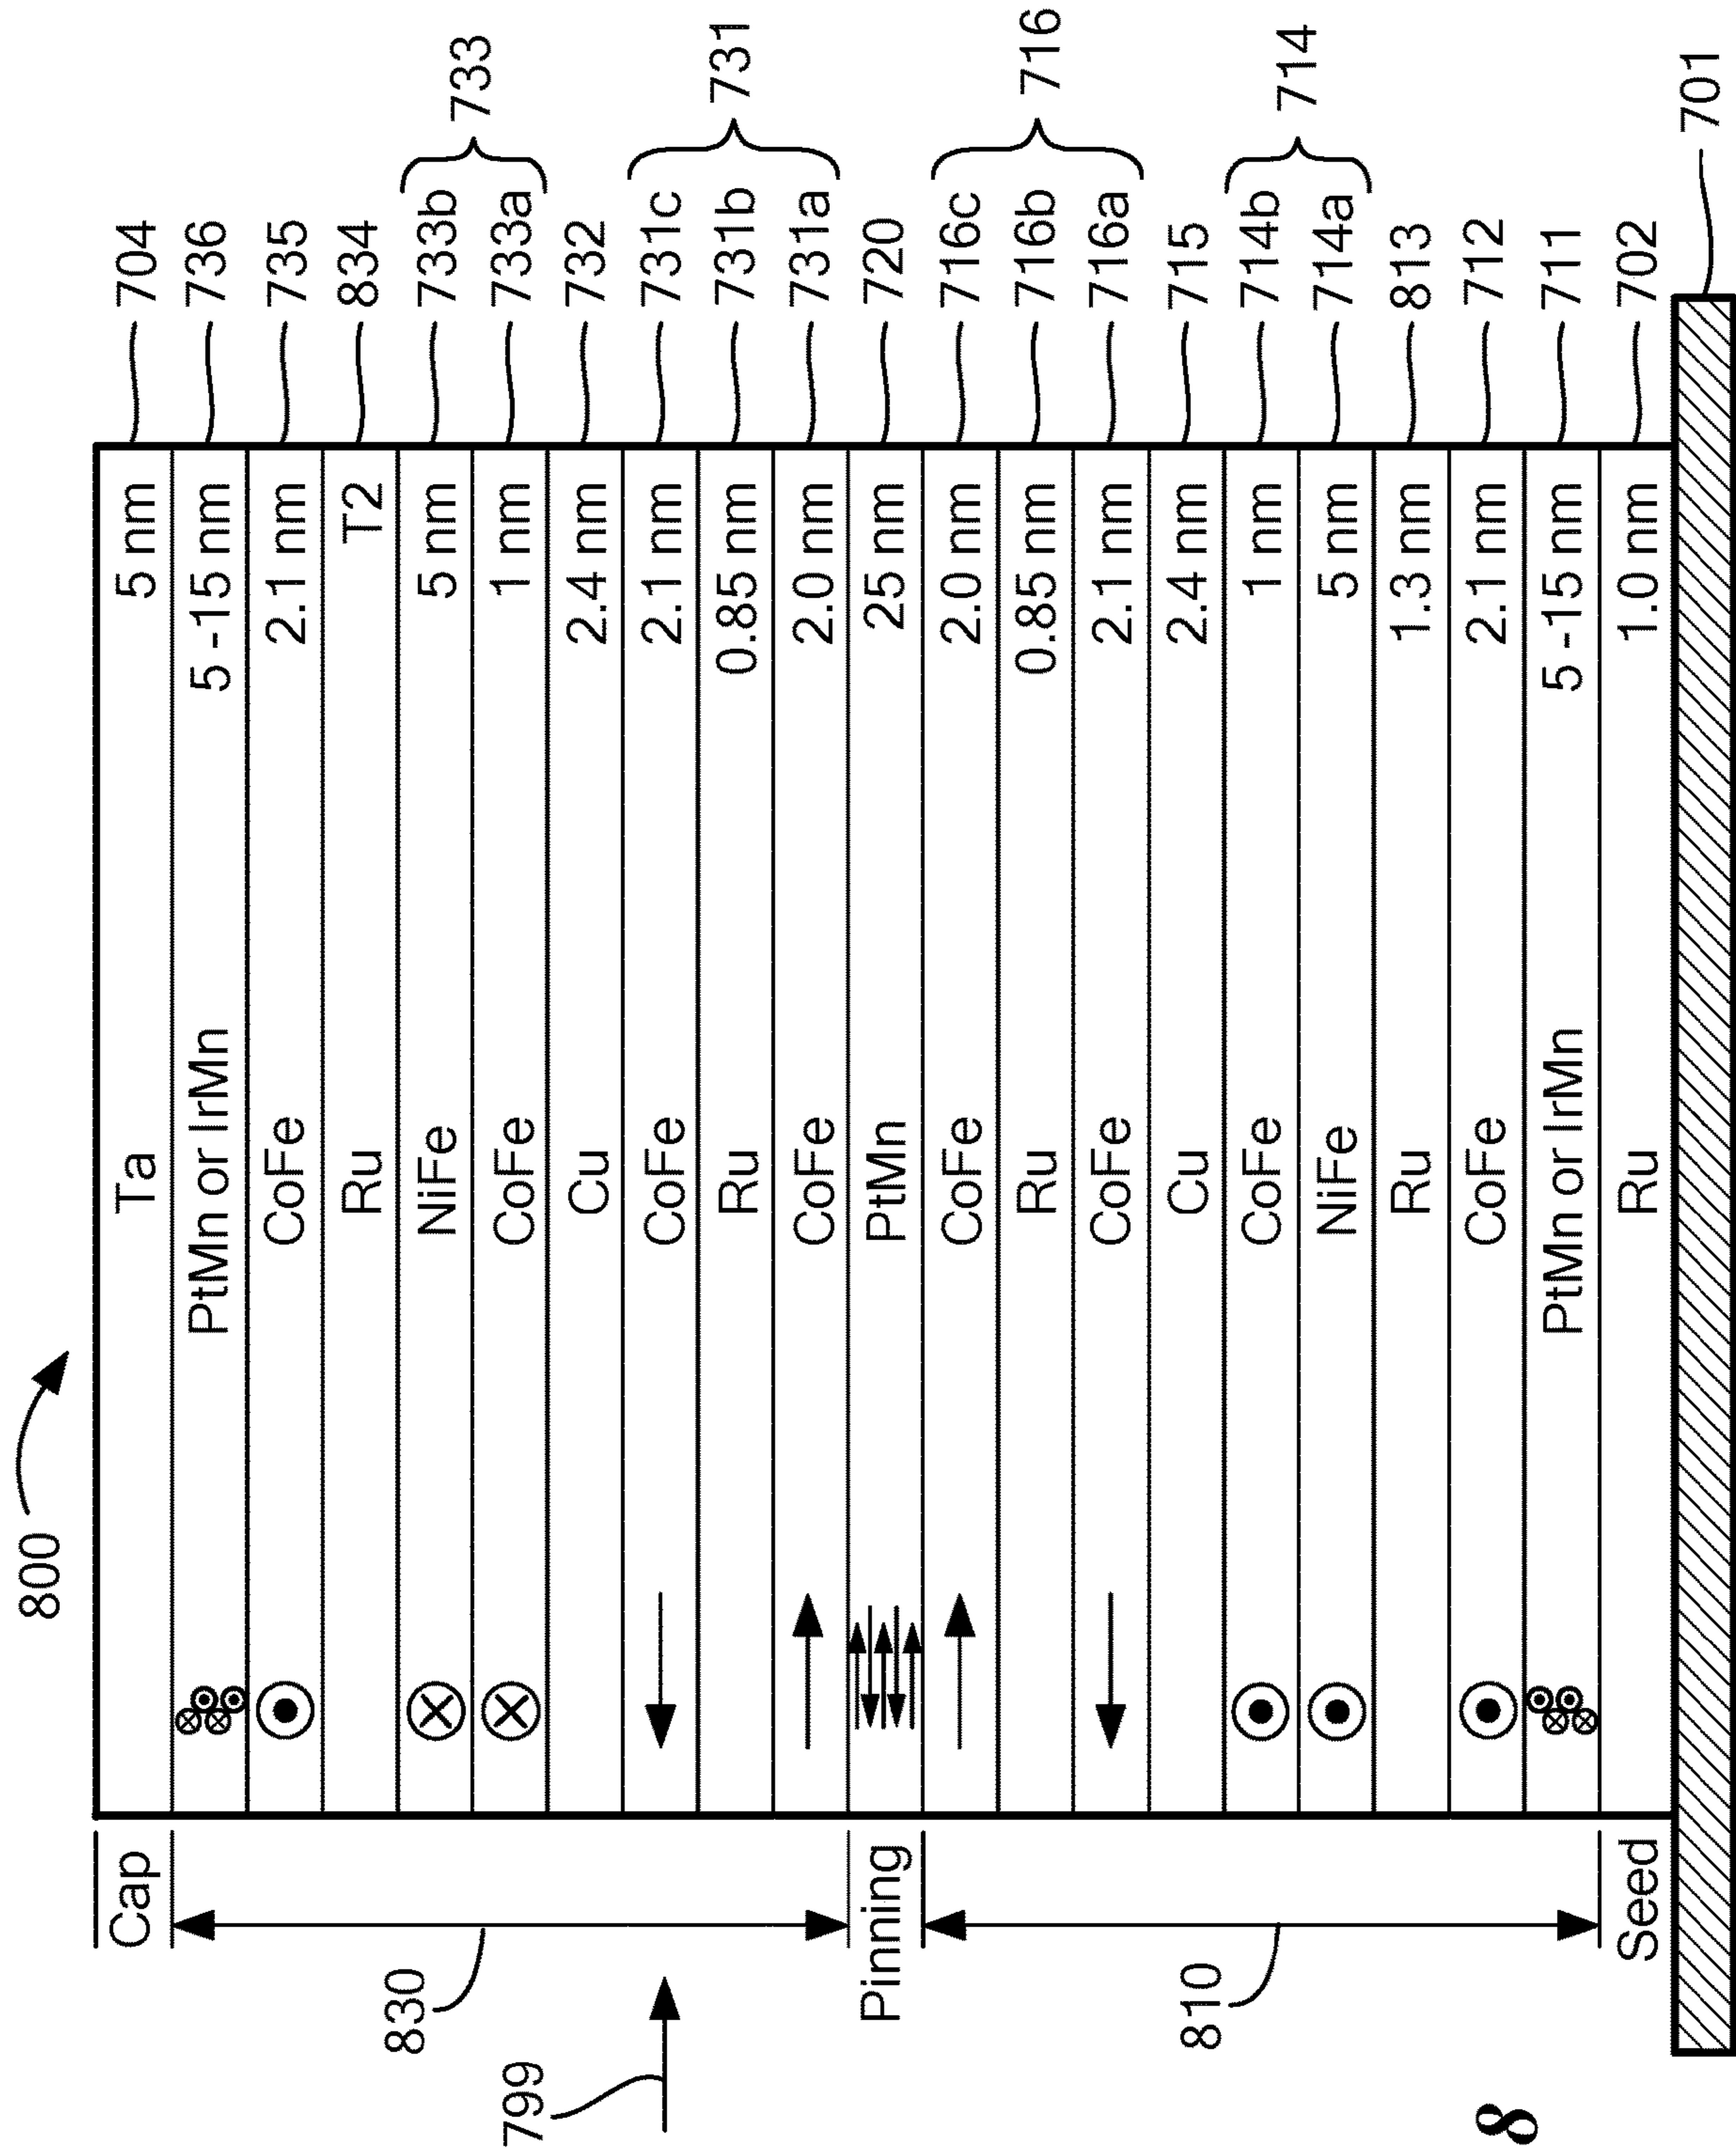 800
Cap Ta 5 nm 704
PtMn or IrMn 5 -15 nm 736
CoFe 2.1 nm 735
Ru T2 834
NiFe 5 nm 733b
CoFe 1 nm 733a
733
Cu 2.4 nm 732
CoFe 2.1 nm 731c
Ru 0.85 nm 731b
CoFe 2.0 nm 731a
731
830
799
Pinning PtMn 25 nm 720
CoFe 2.0 nm 716c
Ru 0.85 nm 716b
CoFe 2.1 nm 716a
716
Cu 2.4 nm 715
CoFe 1 nm 714b
NiFe 5 nm 714a
714
810
Ru 1.3 nm 813
CoFe 2.1 nm 712
PtMn or IrMn 5 -15 nm 711
Seed Ru 1.0 nm 702
701
8